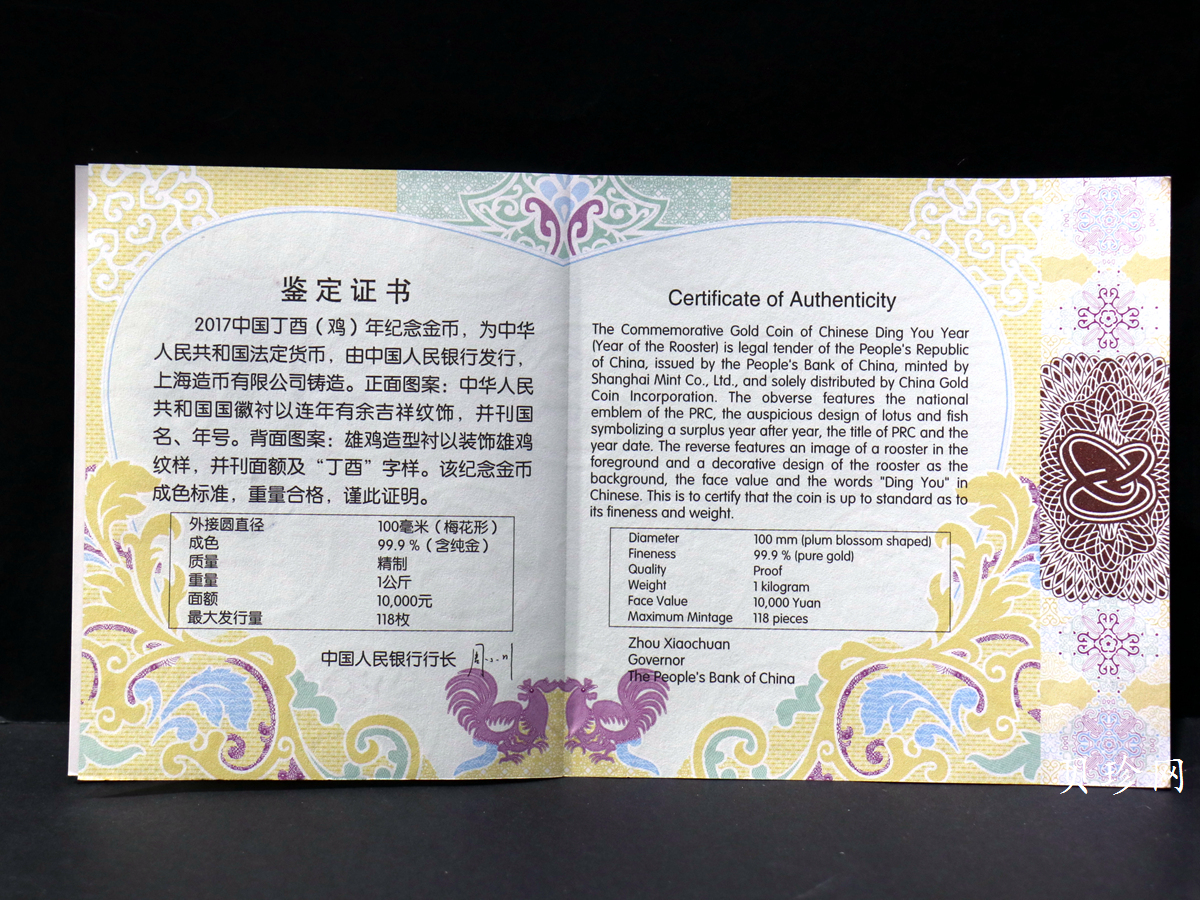 鉴定证书
2017中国丁酉（鸡）年纪念金币，为中华
人民共和国法定货币，由中国人民银行发行，
上海造币有限公司铸造。正面图案：中华人民
共和国国徽衬以连年有余吉祥纹饰，并刊国
名、年号。背面图案：雄鸡造型衬以装饰雄鸡
纹样，并刊面额及“丁酉”字样。该纪念金币
成色标准，重量合格，谨此证明。
外接圆直径 100毫米（梅花形）
成色 99.9 %（含纯金）
质量 精制
重量 1公斤
面额 10,000元
最大发行量 118枚
中国人民银行行长
Certificate of Authenticity
The Commemorative Gold Coin of Chinese Ding You Year
(Year of the Rooster) is legal tender of the People's Republic
of China, issued by the People's Bank of China, minted by
Shanghai Mint Co., Ltd., and solely distributed by China Gold
Coin Incorporation. The obverse features the national
emblem of the PRC, the auspicious design of lotus and fish
symbolizing a surplus year after year, the title of PRC and the
year date. The reverse features an image of a rooster in the
foreground and a decorative design of the rooster as the
background, the face value and the words "Ding You" in
Chinese. This is to certify that the coin is up to standard as to
its fineness and weight.
Diameter 100 mm (plum blossom shaped)
Fineness 99.9 % (pure gold)
Quality Proof
Weight 1 kilogram
Face Value 10,000 Yuan
Maximum Mintage 118 pieces
Zhou Xiaochuan
Governor
The People's Bank of China
贝珍网